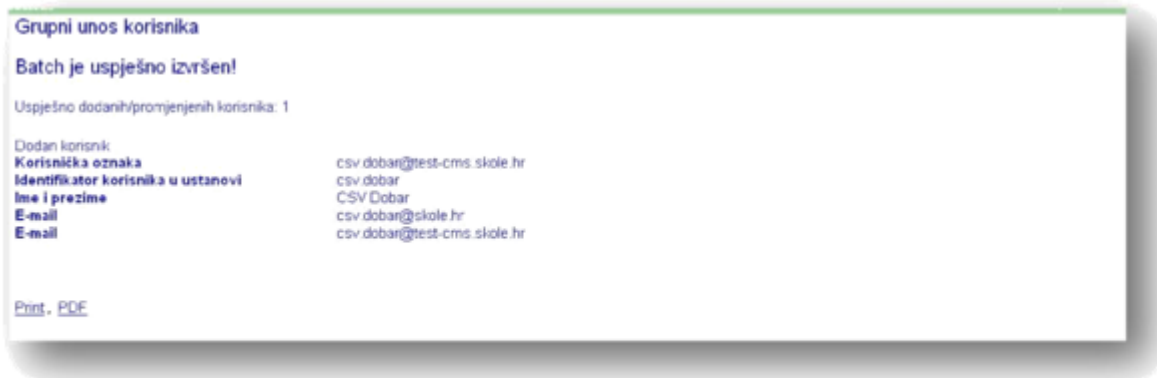 Grupni unos korisnika
Batch je uspješno izvršen!
Uspješno dodanih/promjenjenih korisnika: 1
Dodan korisnik
Korisnička oznaka csv.dobar@test-cms.skole.hr
Identifikator korisnika u ustanovi csv.dobar
Ime i prezime CSV Dobar
E-mail csv.dobar@skole.hr
E-mail csv.dobar@test-cms.skole.hr
Print, PDF